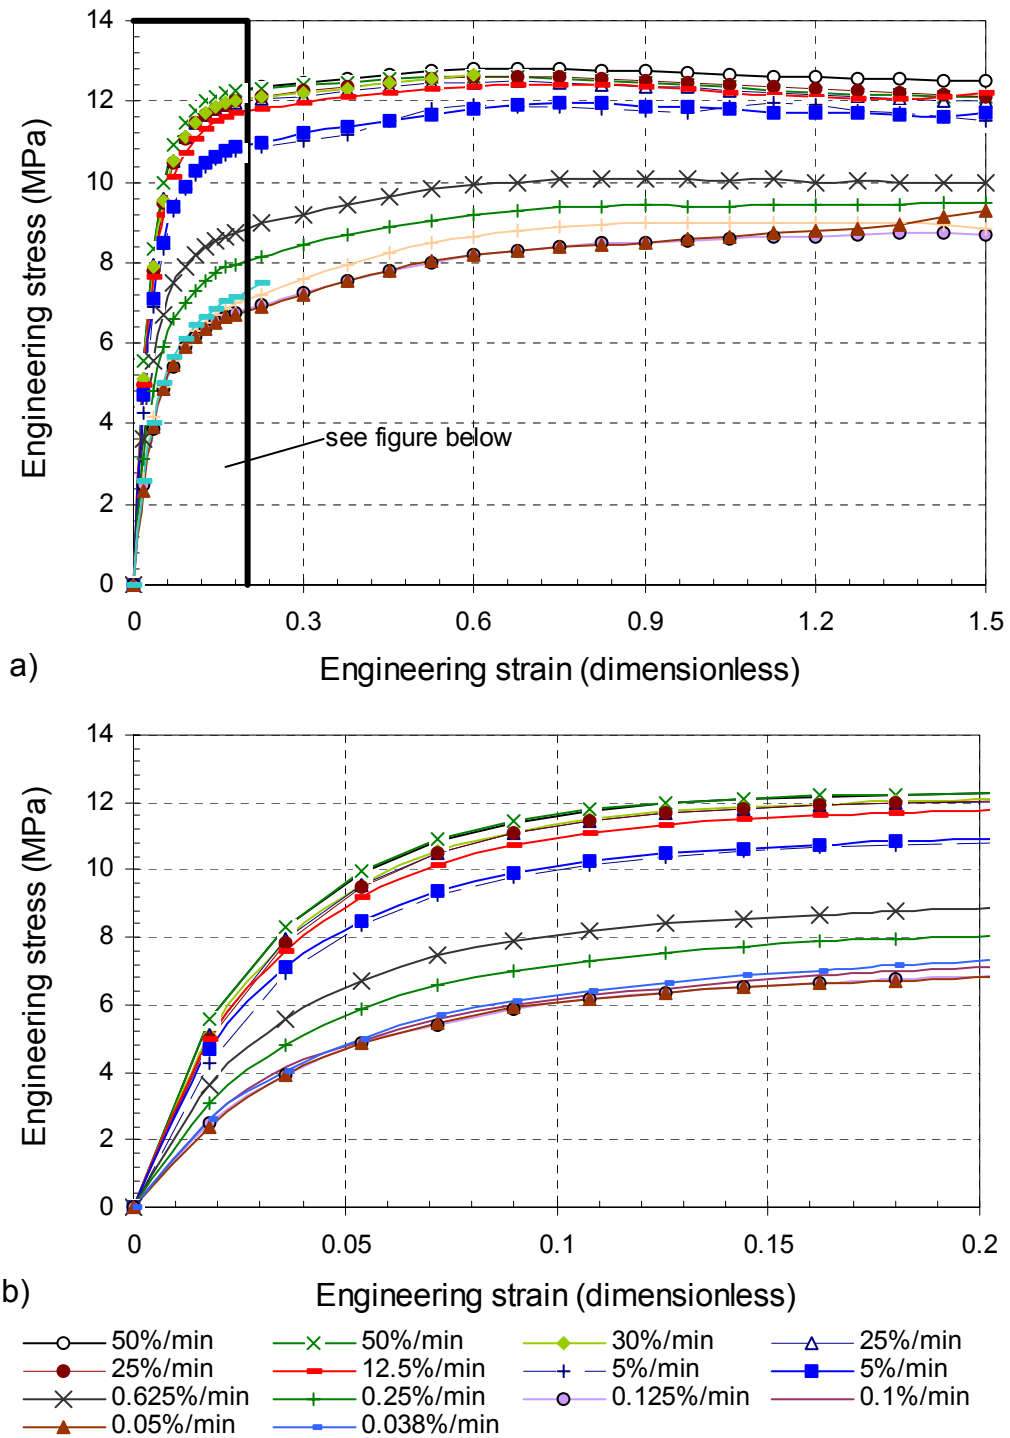 14
12
10
8
6
4
2
0
Engineering stress (MPa)
see figure below
0 0.3 0.6 0.9 1.2 1.5
a)
Engineering strain (dimensionless)
14
12
10
8
6
4
2
0
Engineering stress (MPa)
0 0.05 0.1 0.15 0.2
b)
Engineering strain (dimensionless)
50%/min 50%/min 30%/min 25%/min
25%/min 12.5%/min 5%/min 5%/min
0.625%/min 0.25%/min 0.125%/min 0.1%/min
0.05%/min 0.038%/min